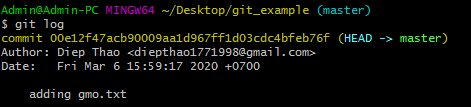 Admin@Admin-PC MINGW64 ~/Desktop/git_example (master)
$ git log
commit 00e12f47acb90009aa1d967ff1d03cdc4bfeb76f (HEAD -> master)
Author: Diep Thao <diepthao1771998@gmail.com>
Date:   Fri Mar 6 15:59:17 2020 +0700
    adding gmo.txt